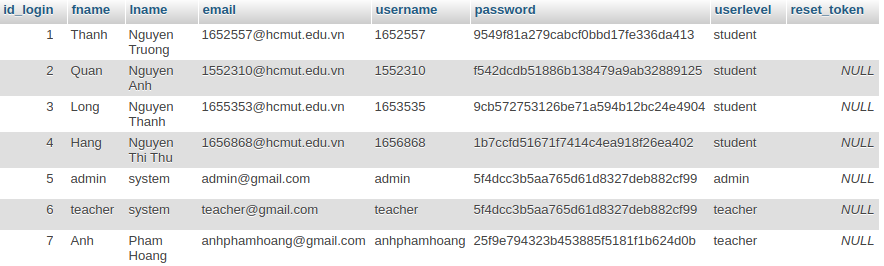 id_login fname lname email username password userlevel reset_token
1 Thanh Nguyen Truong 1652557@hcmut.edu.vn 1652557 9549f81a279cabcf0bbd17fe336da413 student
2 Quan Nguyen Anh 1552310@hcmut.edu.vn 1552310 f542dcdb51886b138479a9ab32889125 student NULL
3 Long Nguyen Thanh 1655353@hcmut.edu.vn 1653535 9cb572753126be71a594b12bc24e4904 student NULL
4 Hang Nguyen Thi Thu 1656868@hcmut.edu.vn 1656868 1b7ccfd51671f7414c4ea918f26ea402 student NULL
5 admin system admin@gmail.com admin 5f4dcc3b5aa765d61d8327deb882cf99 admin NULL
6 teacher system teacher@gmail.com teacher 5f4dcc3b5aa765d61d8327deb882cf99 teacher NULL
7 Anh Pham Hoang anhphamhoang@gmail.com anhphamhoang 25f9e794323b453885f5181f1b624d0b teacher NULL